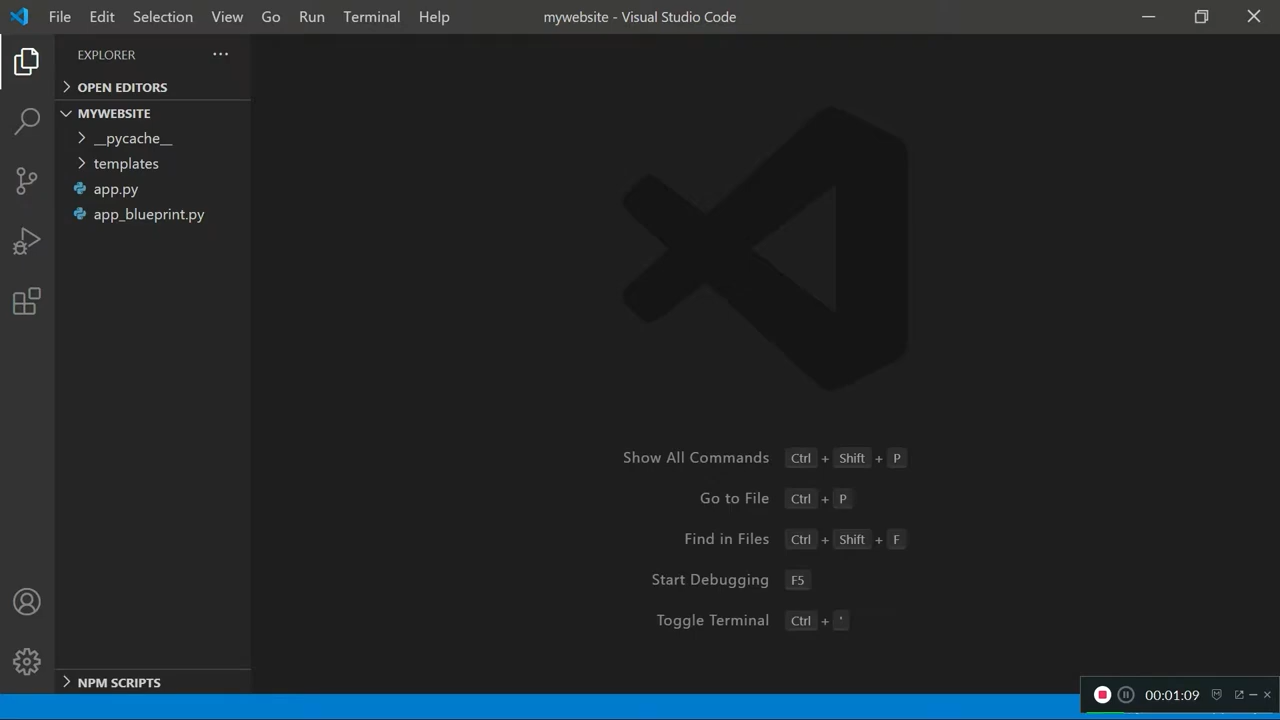 File Edit Selection View Go Run Terminal Help
mywebsite - Visual Studio Code
EXPLORER
OPEN EDITORS
MYWEBSITE
__pycache__
templates
app.py
app_blueprint.py
Show All Commands Ctrl + Shift + P
Go to File Ctrl + P
Find in Files Ctrl + Shift + F
Start Debugging F5
Toggle Terminal Ctrl + '
NPM SCRIPTS
00:01:09